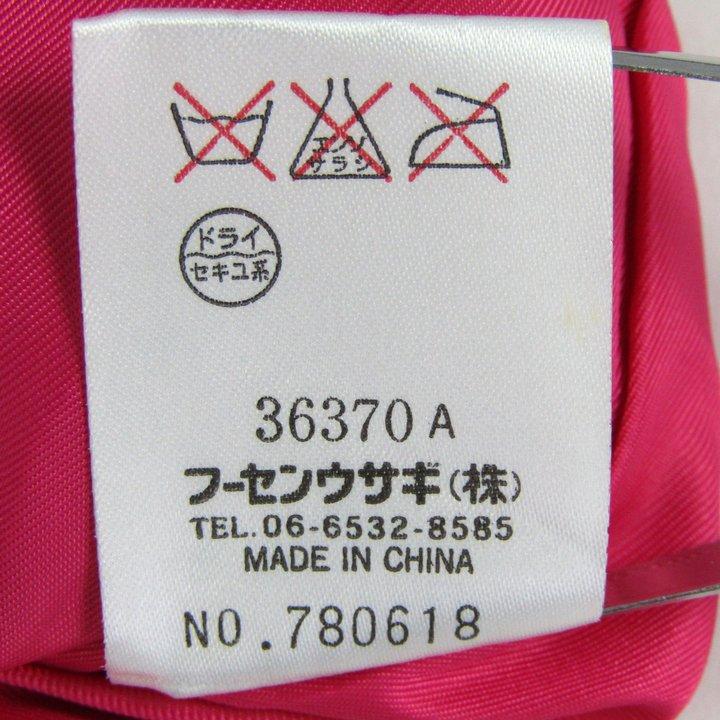 エンソ
サラシ
ドライ
セキユ系
36370 A
フーセンウサギ(株)
TEL.06-6532-8585
MADE IN CHINA
NO.780618